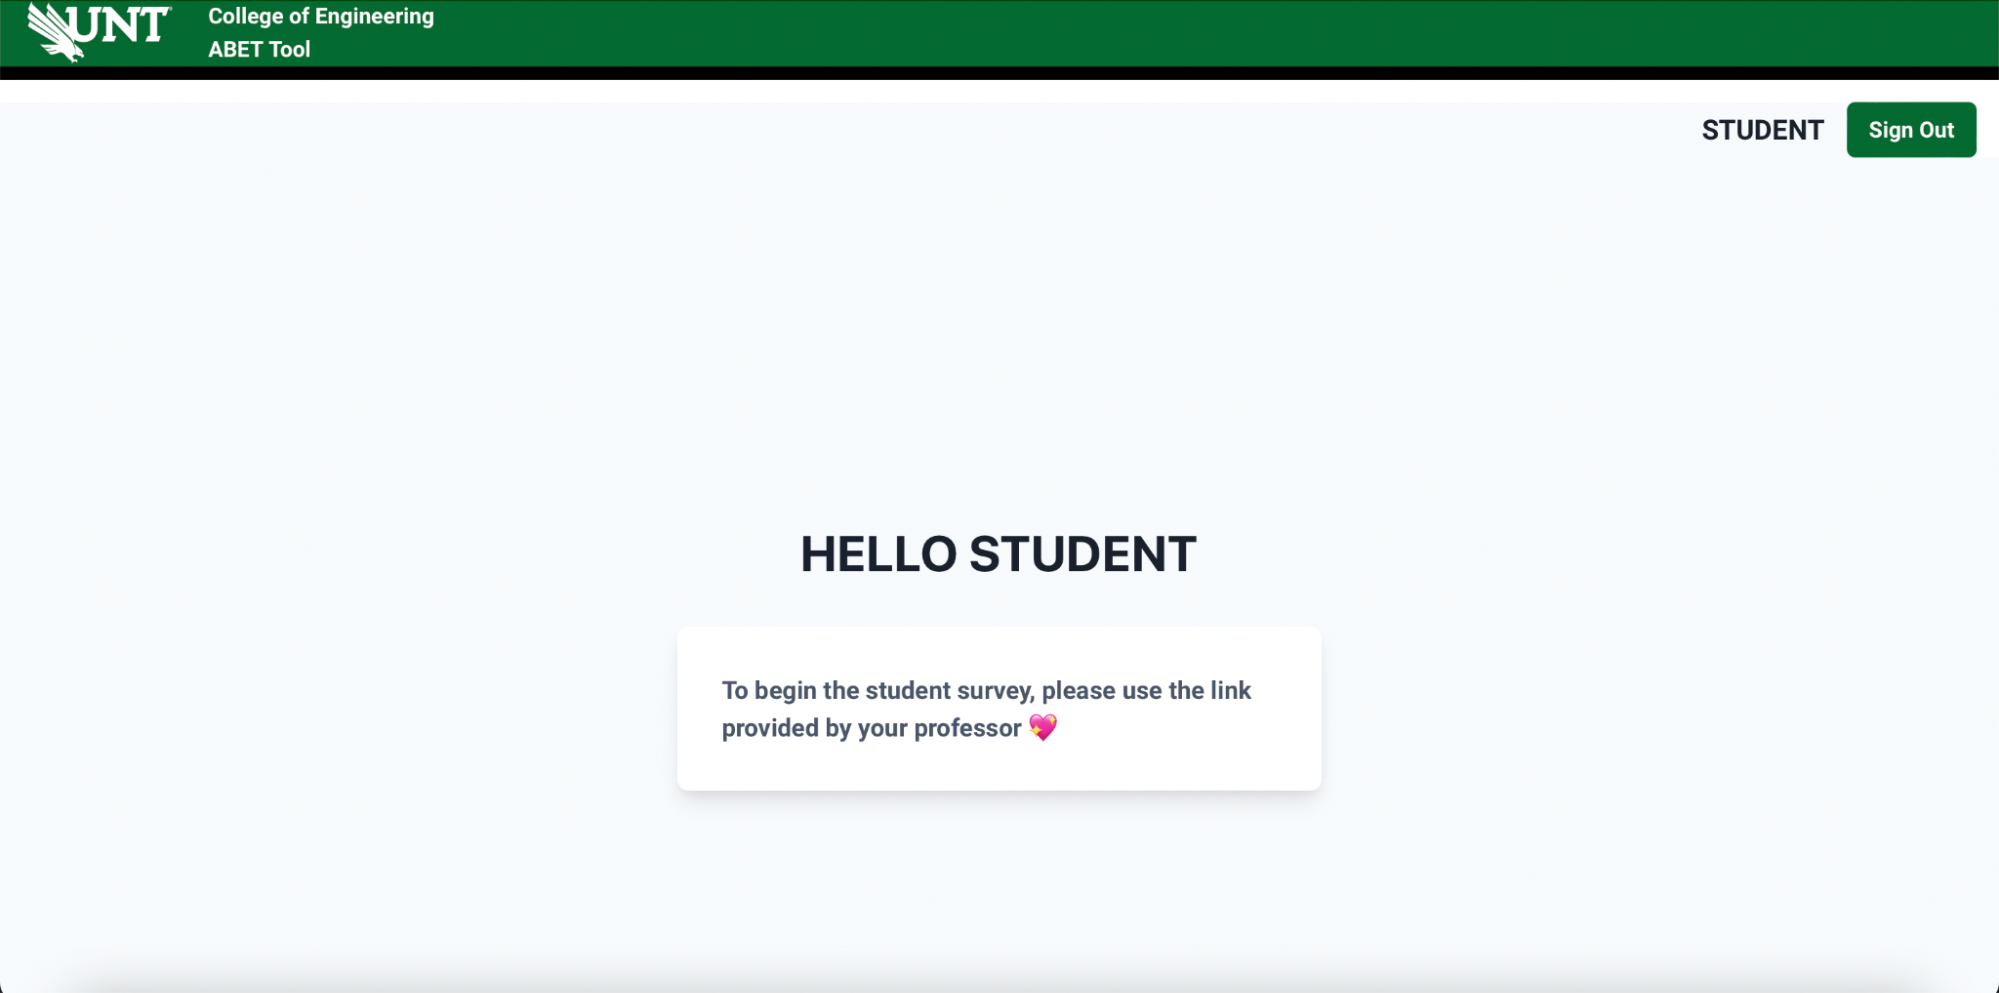 UNT
College of Engineering
ABET Tool
STUDENT
Sign Out
HELLO STUDENT
To begin the student survey, please use the link
provided by your professor 💖